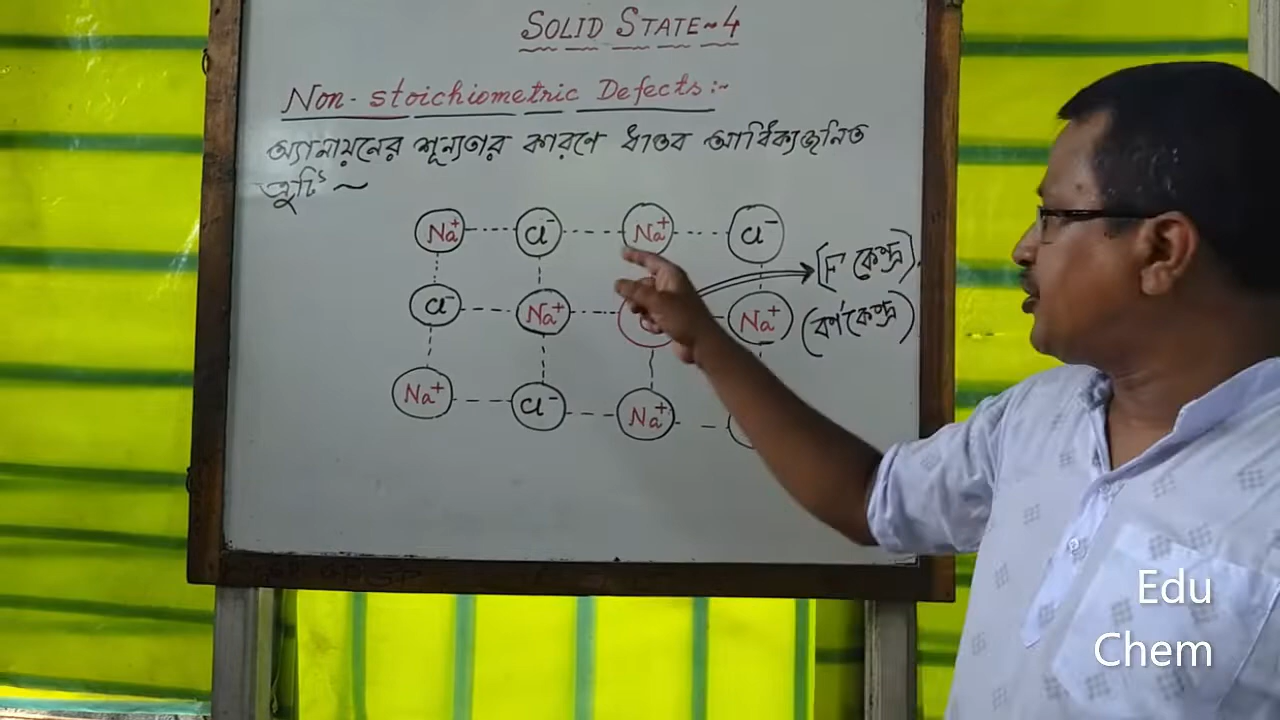 SOLID STATE~4
Non-stoichiometric Defects:~
অ্যানায়নের শূন্যতার কারণে ধাতব আধিক্যজনিত
ত্রুটি ~
Na⁺ Cl⁻ Na⁺ Cl⁻
[F কেন্দ্র]
Cl⁻ Na⁺ Na⁺ (বর্ণকেন্দ্র)
Na⁺ Cl⁻ Na⁺
Edu
Chem